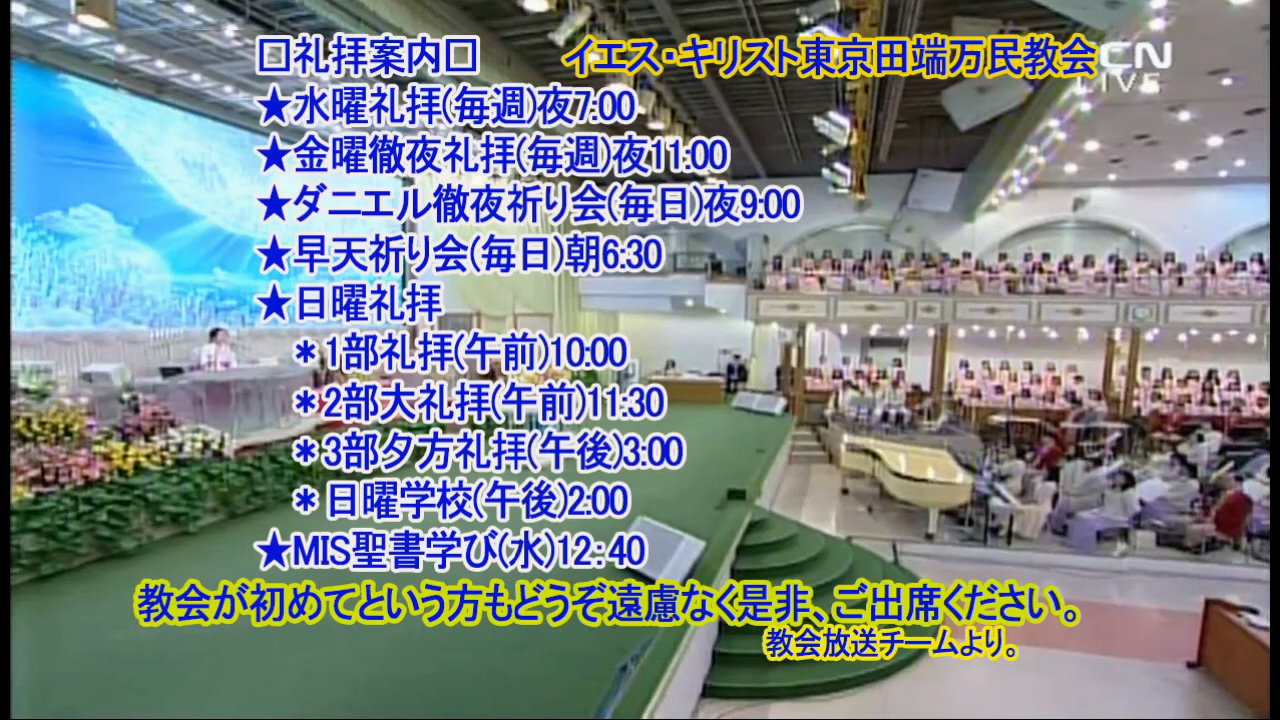 □礼拝案内□ イエス・キリスト東京田端万民教会 CN
LIVE
★水曜礼拝(毎週)夜7:00
★金曜徹夜礼拝(毎週)夜11:00
★ダニエル徹夜祈り会(毎日)夜9:00
★早天祈り会(毎日)朝6:30
★日曜礼拝
＊1部礼拝(午前)10:00
＊2部大礼拝(午前)11:30
＊3部夕方礼拝(午後)3:00
＊日曜学校(午後)2:00
★MIS聖書学び(水)12:40
教会が初めてという方もどうぞ遠慮なく是非、ご出席ください。
教会放送チームより。